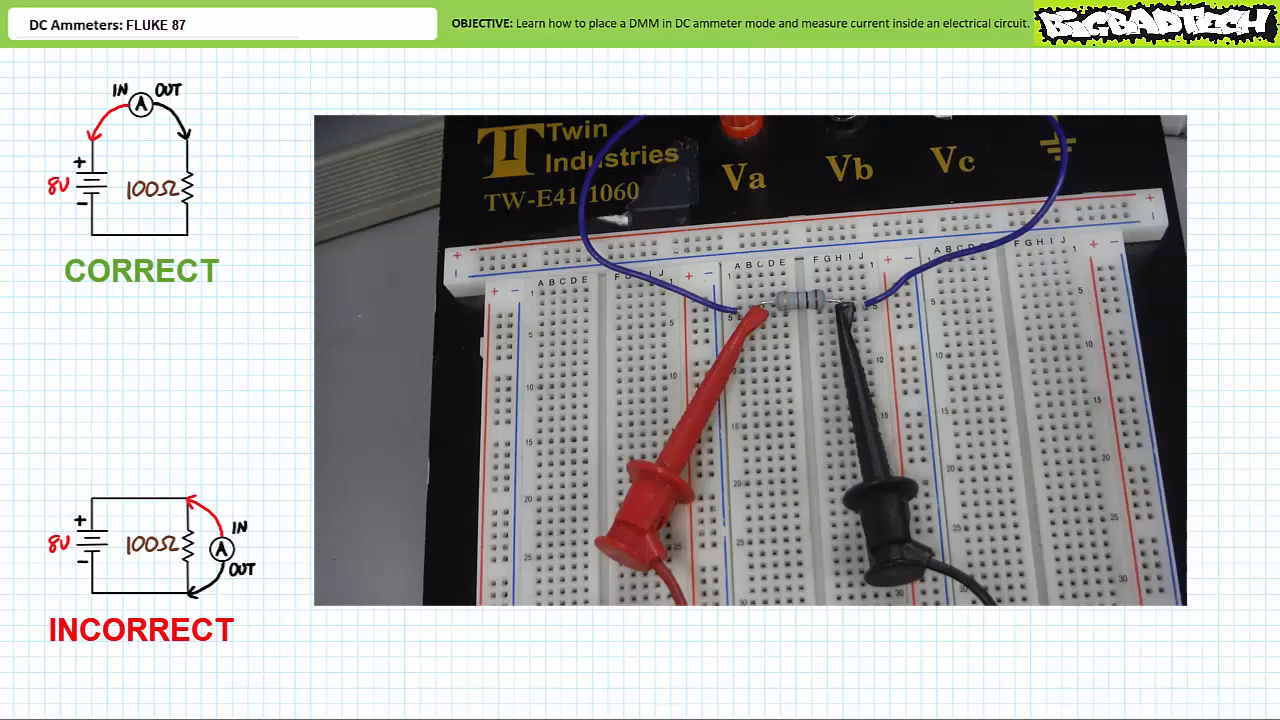 DC Ammeters: FLUKE 87
OBJECTIVE: Learn how to place a DMM in DC ammeter mode and measure current inside an electrical circuit.
BIGBADTECH
IN A OUT
+
8V 100Ω
-
CORRECT
+
8V 100Ω A
-
IN
OUT
INCORRECT
Twin
Industries
TW-E41-1060
Va Vb Vc
A B C D E F G H I J
A B C D E F G H I J
A B C D E F G H I J